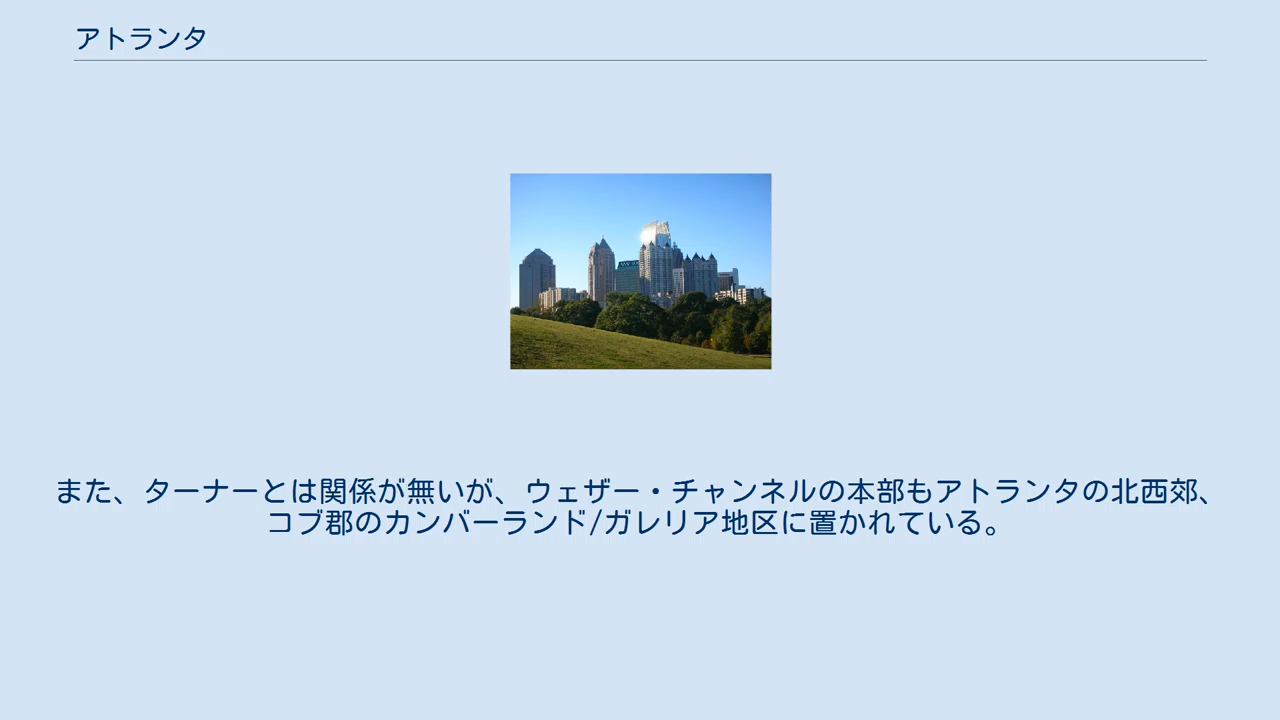 アトランタ
また、ターナーとは関係が無いが、ウェザー・チャンネルの本部もアトランタの北西郊、
コブ郡のカンバーランド/ガレリア地区に置かれている。